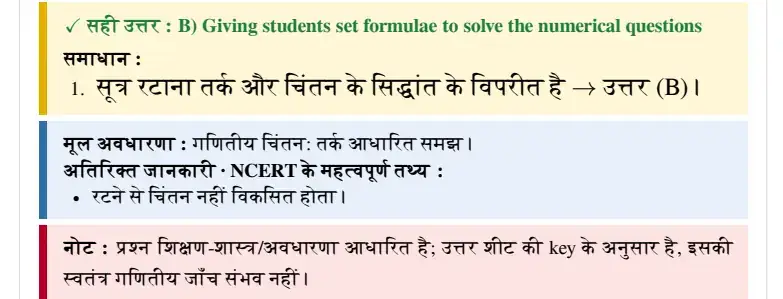 ✓ सही उत्तर : B) Giving students set formulae to solve the numerical questions
समाधान :
1. सूत्र रटाना तर्क और चिंतन के सिद्धांत के विपरीत है → उत्तर (B)।
मूल अवधारणा : गणितीय चिंतन: तर्क आधारित समझ।
अतिरिक्त जानकारी · NCERT के महत्वपूर्ण तथ्य :
• रटने से चिंतन नहीं विकसित होता।
नोट : प्रश्न शिक्षण-शास्त्र/अवधारणा आधारित है; उत्तर शीट की key के अनुसार है, इसकी
स्वतंत्र गणितीय जाँच संभव नहीं।